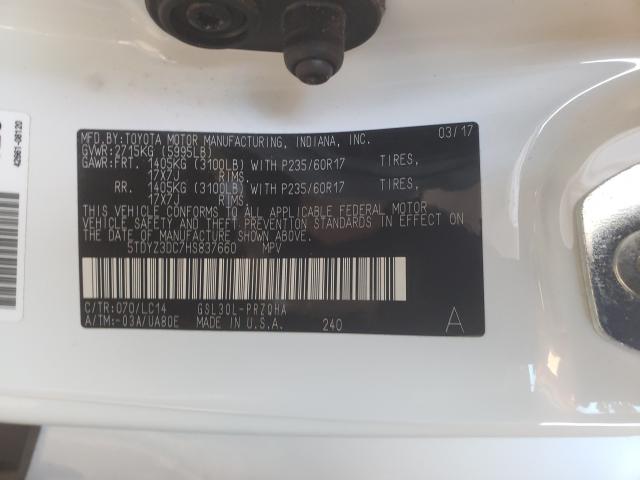 MFD. BY:TOYOTA MOTOR MANUFACTURING, INDIANA, INC. 03/17
GVWR:2715KG (5985LB)
GAWR:FRT. 1405KG (3100LB) WITH P235/60R17 TIRES,
17X7J RIMS.
RR. 1405KG (3100LB) WITH P235/60R17 TIRES,
17X7J RIMS.
THIS VEHICLE CONFORMS TO ALL APPLICABLE FEDERAL MOTOR
VEHICLE SAFETY AND THEFT PREVENTION STANDARDS IN EFFECT ON
THE DATE OF MANUFACTURE SHOWN ABOVE.
5TDYZ3DC7HS837660 MPV
C/TR:070/LC14 GSL30L-PRZQHA
A/TM:-03A/UA80E MADE IN U.S.A. 240 A
42961-08120